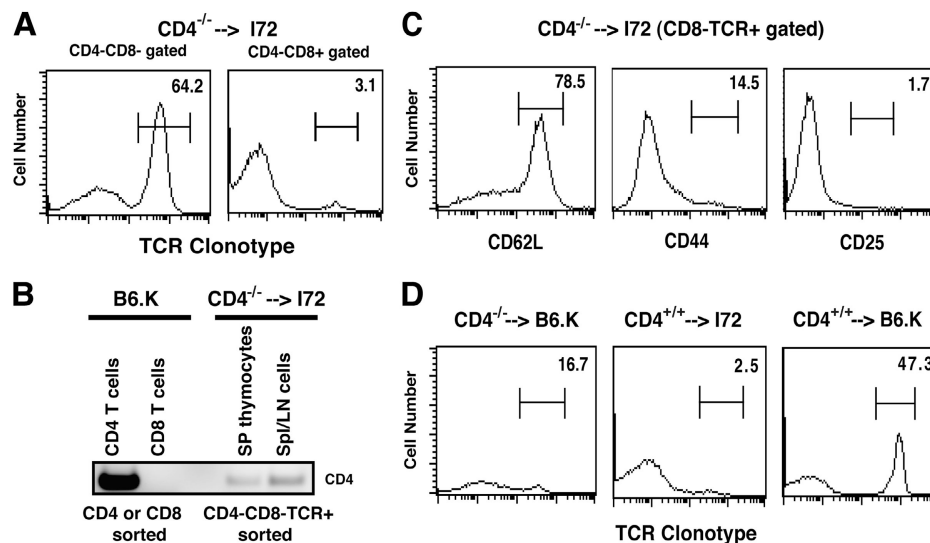 A
CD4-/- --> I72
CD4-CD8- gated
CD4-CD8+ gated
64.2
3.1
Cell Number
TCR Clonotype
C
CD4-/- --> I72 (CD8-TCR+ gated)
78.5
14.5
1.7
Cell Number
CD62L
CD44
CD25
B
B6.K
CD4-/- --> I72
CD4 T cells
CD8 T cells
SP thymocytes
Spl/LN cells
CD4
CD4 or CD8
sorted
CD4-CD8-TCR+
sorted
D
CD4-/--> B6.K
CD4+/+--> I72
CD4+/+--> B6.K
16.7
2.5
47.3
Cell Number
TCR Clonotype